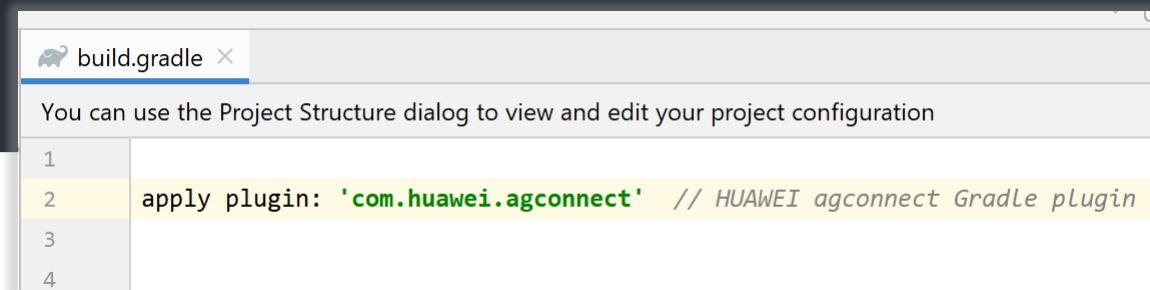 build.gradle
You can use the Project Structure dialog to view and edit your project configuration
1
2 apply plugin: 'com.huawei.agconnect' // HUAWEI agconnect Gradle plugin
3
4